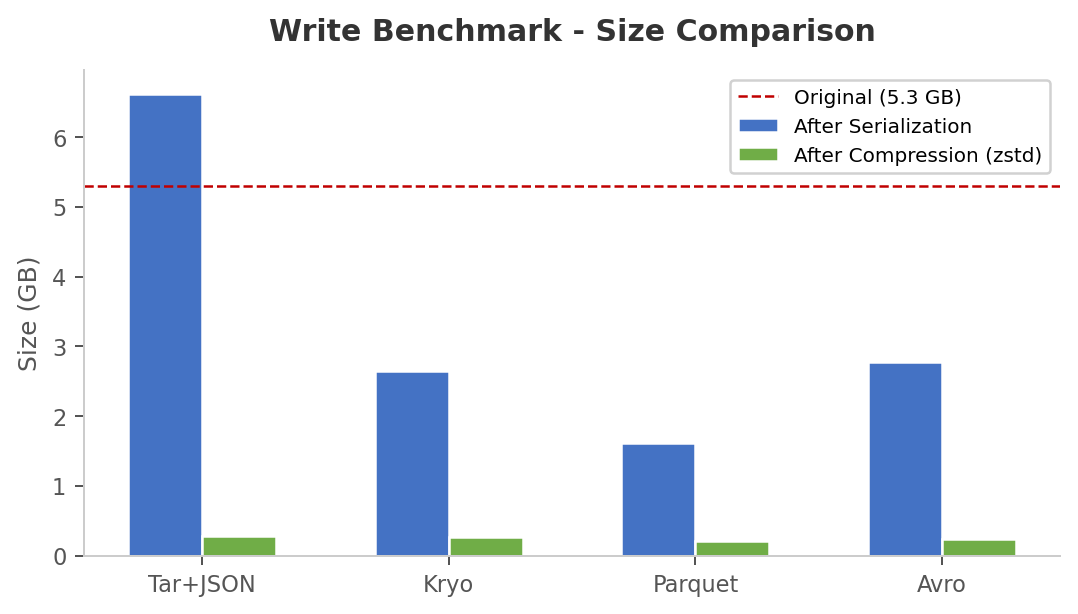 Write Benchmark - Size Comparison
Original (5.3 GB)
After Serialization
After Compression (zstd)
Size (GB)
6
5
4
3
2
1
0
Tar+JSON
Kryo
Parquet
Avro